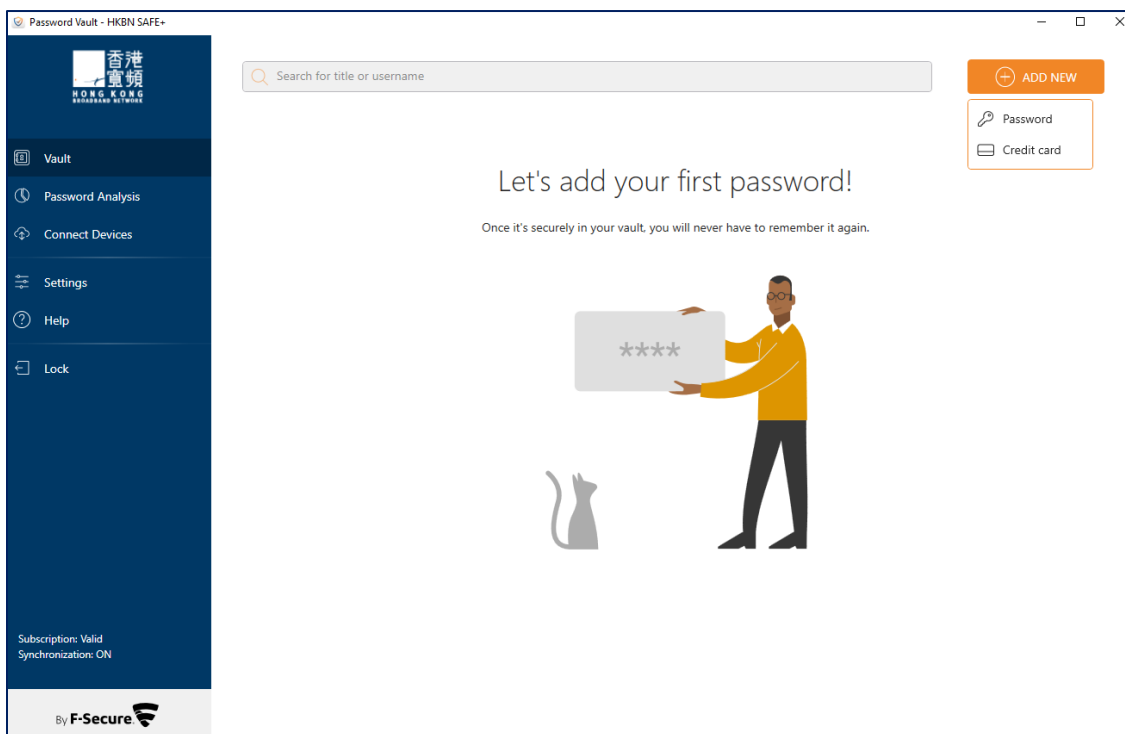 Password Vault - HKBN SAFE+
香港
寬頻
HONG KONG
BROADBAND NETWORK
Vault
Password Analysis
Connect Devices
Settings
Help
Lock
Subscription: Valid
Synchronization: ON
By F-Secure.
Search for title or username
ADD NEW
Password
Credit card
Let's add your first password!
Once it's securely in your vault, you will never have to remember it again.
****